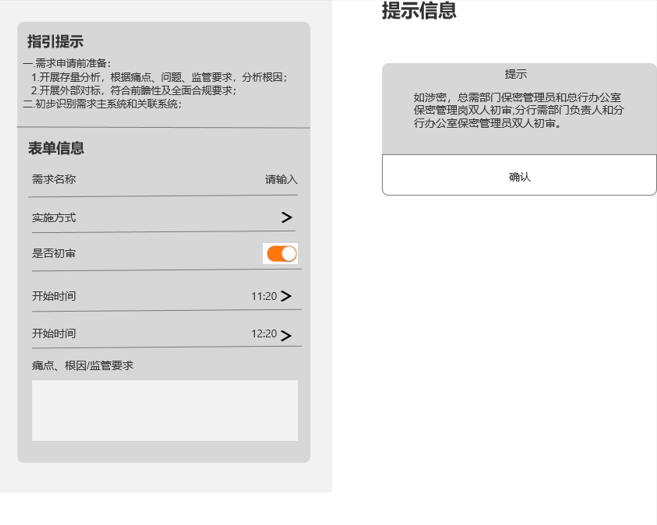 指引提示
一.需求申请前准备：
1.开展存量分析，根据痛点、问题、监管要求，分析根因；
2.开展外部对标，符合前瞻性及全面合规要求；
二.初步识别需求主系统和关联系统；
表单信息
需求名称 请输入
实施方式
是否初审
开始时间 11:20
开始时间 12:20
痛点、根因/监管要求
提示信息
提示
如涉密，总需部门保密管理员和总行办公室
保密管理岗双人初审;分行需部门负责人和分
行办公室保密管理员双人初审。
确认